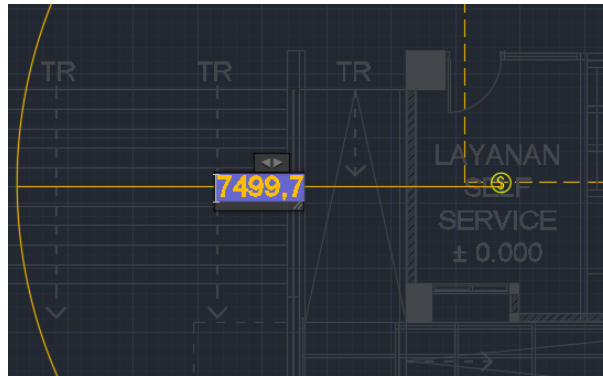 TR TR TR
7499,7
LAYANAN
SELF
SERVICE
± 0.000
S